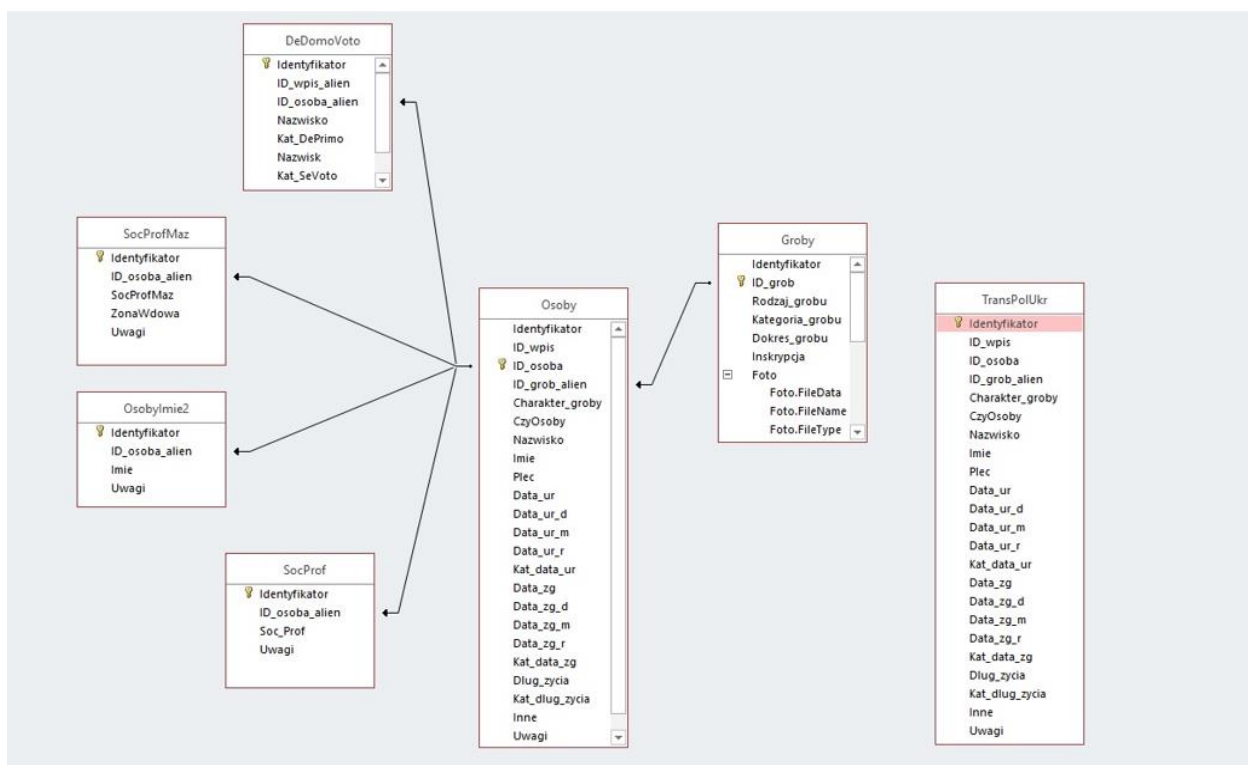 DeDomoVoto
Identyfikator
ID_wpis_alien
ID_osoba_alien
Nazwisko
Kat_DePrimo
Nazwisk
Kat_SeVoto
SocProfMaz
Identyfikator
ID_osoba_alien
SocProfMaz
ZonaWdowa
Uwagi
OsobyImie2
Identyfikator
ID_osoba_alien
Imie
Uwagi
SocProf
Identyfikator
ID_osoba_alien
Soc_Prof
Uwagi
Osoby
Identyfikator
ID_wpis
ID_osoba
ID_grob_alien
Charakter_groby
CzyOsoby
Nazwisko
Imie
Plec
Data_ur
Data_ur_d
Data_ur_m
Data_ur_r
Kat_data_ur
Data_zg
Data_zg_d
Data_zg_m
Data_zg_r
Kat_data_zg
Dlug_zycia
Kat_dlug_zycia
Inne
Uwagi
Groby
Identyfikator
ID_grob
Rodzaj_grobu
Kategoria_grobu
Dokres_grobu
Inskrypcja
Foto
Foto.FileData
Foto.FileName
Foto.FileType
TransPolUkr
Identyfikator
ID_wpis
ID_osoba
ID_grob_alien
Charakter_groby
CzyOsoby
Nazwisko
Imie
Plec
Data_ur
Data_ur_d
Data_ur_m
Data_ur_r
Kat_data_ur
Data_zg
Data_zg_d
Data_zg_m
Data_zg_r
Kat_data_zg
Dlug_zycia
Kat_dlug_zycia
Inne
Uwagi